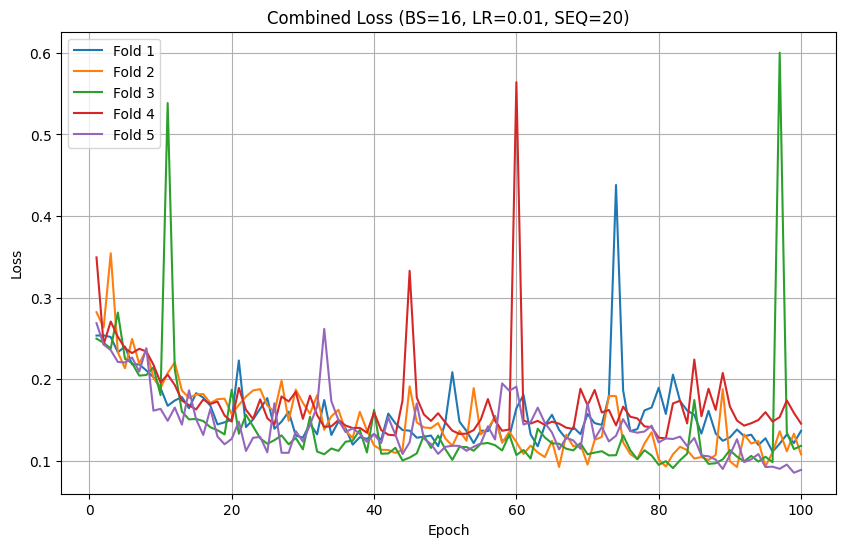 Combined Loss (BS=16, LR=0.01, SEQ=20)
Fold 1
Fold 2
Fold 3
Fold 4
Fold 5
0.6
0.5
0.4
0.3
0.2
0.1
Loss
0 20 40 60 80 100
Epoch